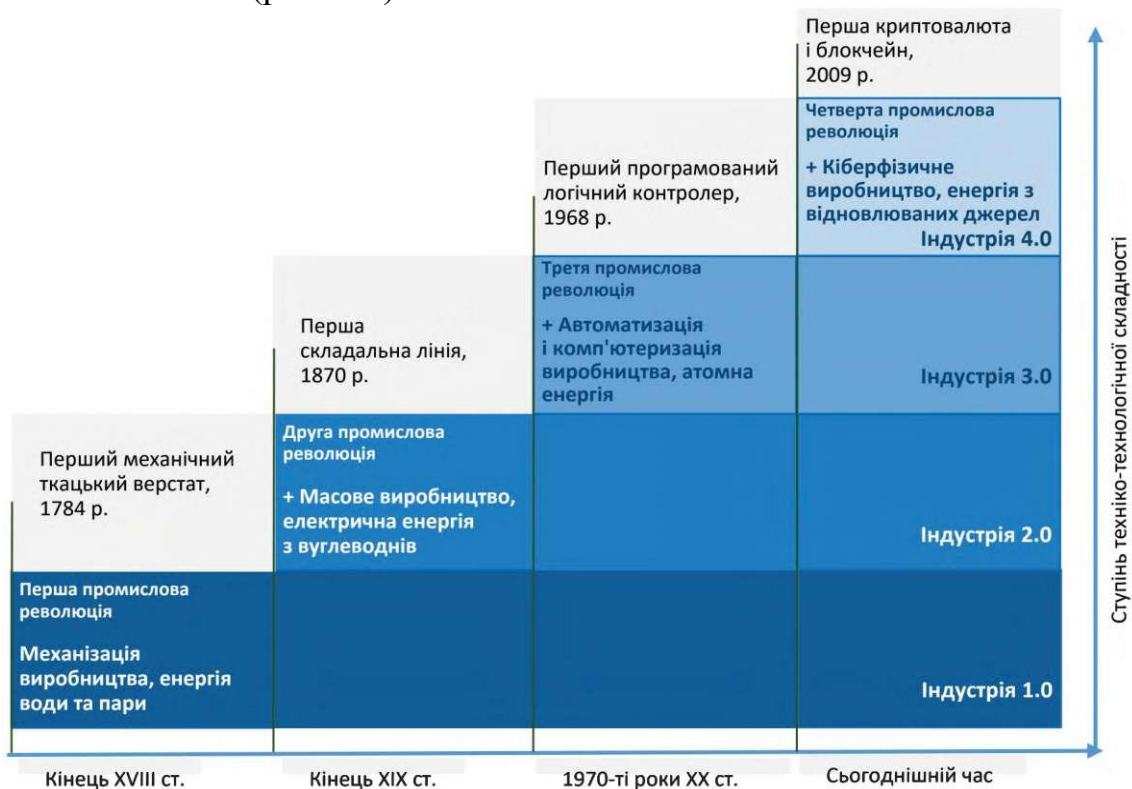 Перша криптовалюта
і блокчейн,
2009 р.
Четверта промислова
революція
+ Кіберфізичне
виробництво, енергія з
відновлюваних джерел
Індустрія 4.0
Перший програмований
логічний контролер,
1968 р.
Третя промислова
революція
+ Автоматизація
і комп'ютеризація
виробництва, атомна
енергія
Індустрія 3.0
Перша
складальна лінія,
1870 р.
Друга промислова
революція
+ Масове виробництво,
електрична енергія
з вуглеводнів
Індустрія 2.0
Перший механічний
ткацький верстат,
1784 р.
Перша промислова
революція
Механізація
виробництва, енергія
води та пари
Індустрія 1.0
Ступінь техніко-технологічної складності
Кінець XVIII ст.
Кінець XIX ст.
1970-ті роки XX ст.
Сьогоднішній час